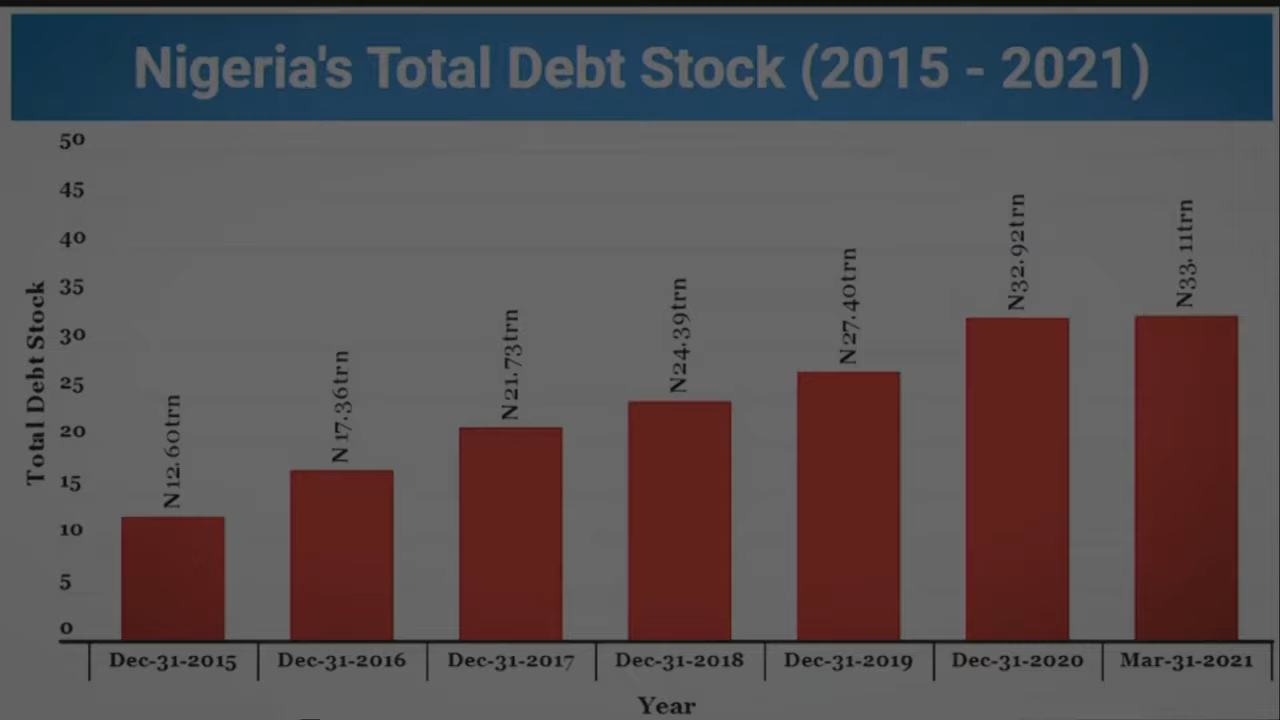 Nigeria's Total Debt Stock (2015 - 2021)
50
45
40
35
30
25
20
15
10
5
0
Total Debt Stock
N12.60trn
N17.36trn
N21.73trn
N24.39trn
N27.40trn
N32.92trn
N33.11trn
Dec-31-2015 Dec-31-2016 Dec-31-2017 Dec-31-2018 Dec-31-2019 Dec-31-2020 Mar-31-2021
Year